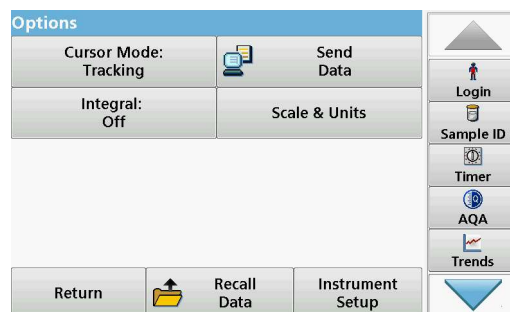 Options
Cursor Mode:
Tracking
Send
Data
Integral:
Off
Scale & Units
Return
Recall
Data
Instrument
Setup
Login
Sample ID
Timer
AQA
Trends